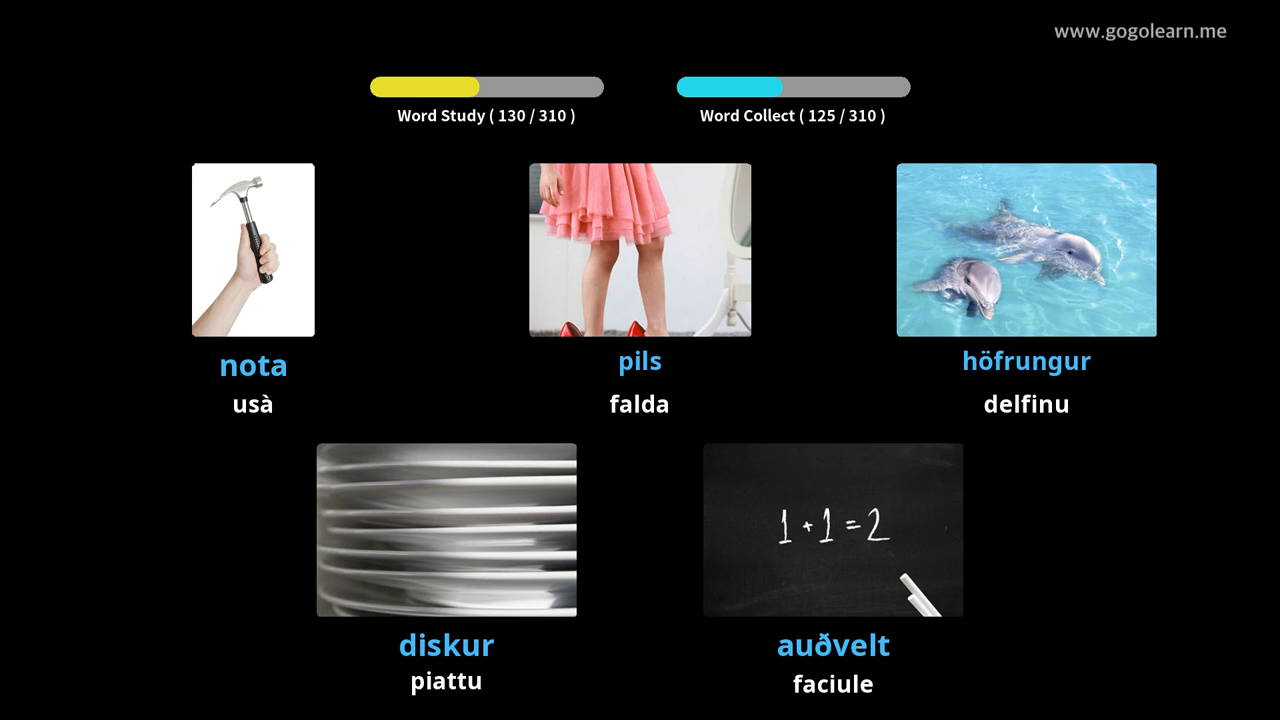 www.gogolearn.me
Word Study ( 130 / 310 )
Word Collect ( 125 / 310 )
nota
usà
pils
falda
höfrungur
delfinu
1 + 1 = 2
diskur
piattu
auðvelt
faciule